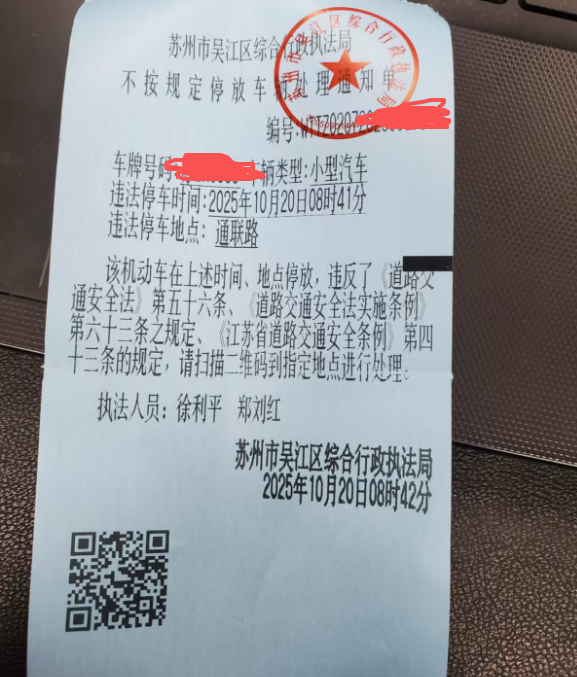 苏州市吴江区综合行政执法局
不按规定停放车辆处理通知单
编号:WTZ0207202
车牌号码 车辆类型:小型汽车
违法停车时间:2025年10月20日08时41分
违法停车地点: 通联路
该机动车在上述时间、地点停放，违反了《道路交
通安全法》第五十六条、《道路交通安全法实施条例》
第六十三条之规定、《江苏省道路交通安全条例》第四
十三条的规定，请扫描二维码到指定地点进行处理。
执法人员：徐利平 郑刘红
苏州市吴江区综合行政执法局
2025年10月20日08时42分